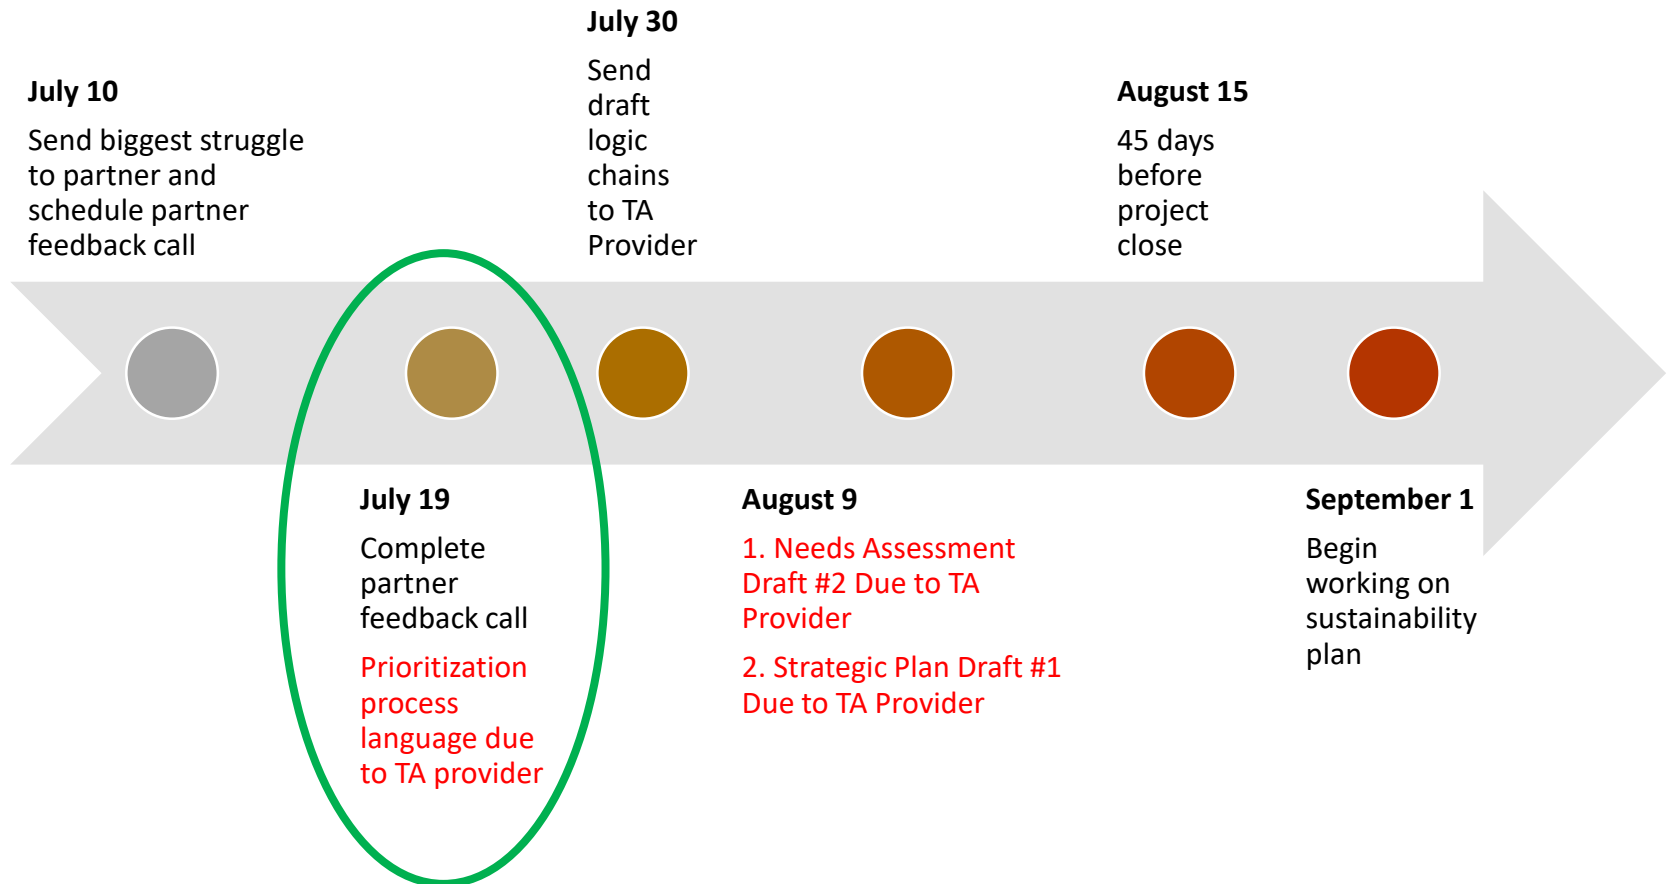 July 10
Send biggest struggle
to partner and
schedule partner
feedback call
July 19
Complete
partner
feedback call
Prioritization
process
language due
to TA provider
July 30
Send
draft
logic
chains
to TA
Provider
August 9
1. Needs Assessment
Draft #2 Due to TA
Provider
2. Strategic Plan Draft #1
Due to TA Provider
August 15
45 days
before
project
close
September 1
Begin
working on
sustainability
plan